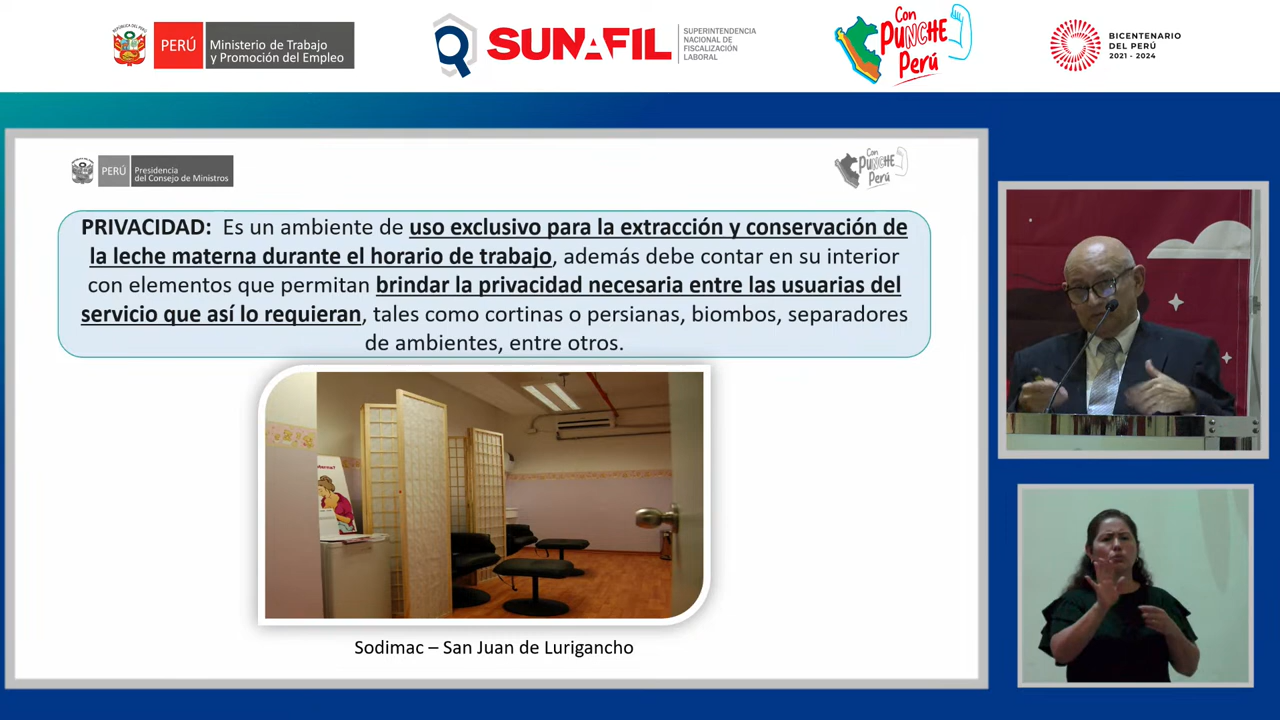 PERÚ
Ministerio de Trabajo
y Promoción del Empleo
SUNAFIL
SUPERINTENDENCIA
NACIONAL DE
FISCALIZACIÓN
LABORAL
Con
PUNCHE
Perú
BICENTENARIO
DEL PERÚ
2021 - 2024
PERÚ
Presidencia
del Consejo de Ministros
Con
PUNCHE
Perú
PRIVACIDAD: Es un ambiente de uso exclusivo para la extracción y conservación de
la leche materna durante el horario de trabajo, además debe contar en su interior
con elementos que permitan brindar la privacidad necesaria entre las usuarias del
servicio que así lo requieran, tales como cortinas o persianas, biombos, separadores
de ambientes, entre otros.
Sodimac – San Juan de Lurigancho